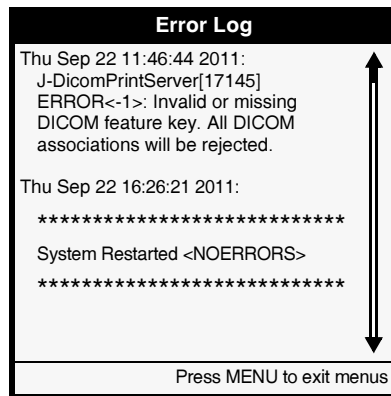 Error Log
Thu Sep 22 11:46:44 2011:
J-DicomPrintServer[17145]
ERROR<-1>: Invalid or missing
DICOM feature key. All DICOM
associations will be rejected.
Thu Sep 22 16:26:21 2011:
****************************
System Restarted <NOERRORS>
****************************
Press MENU to exit menus